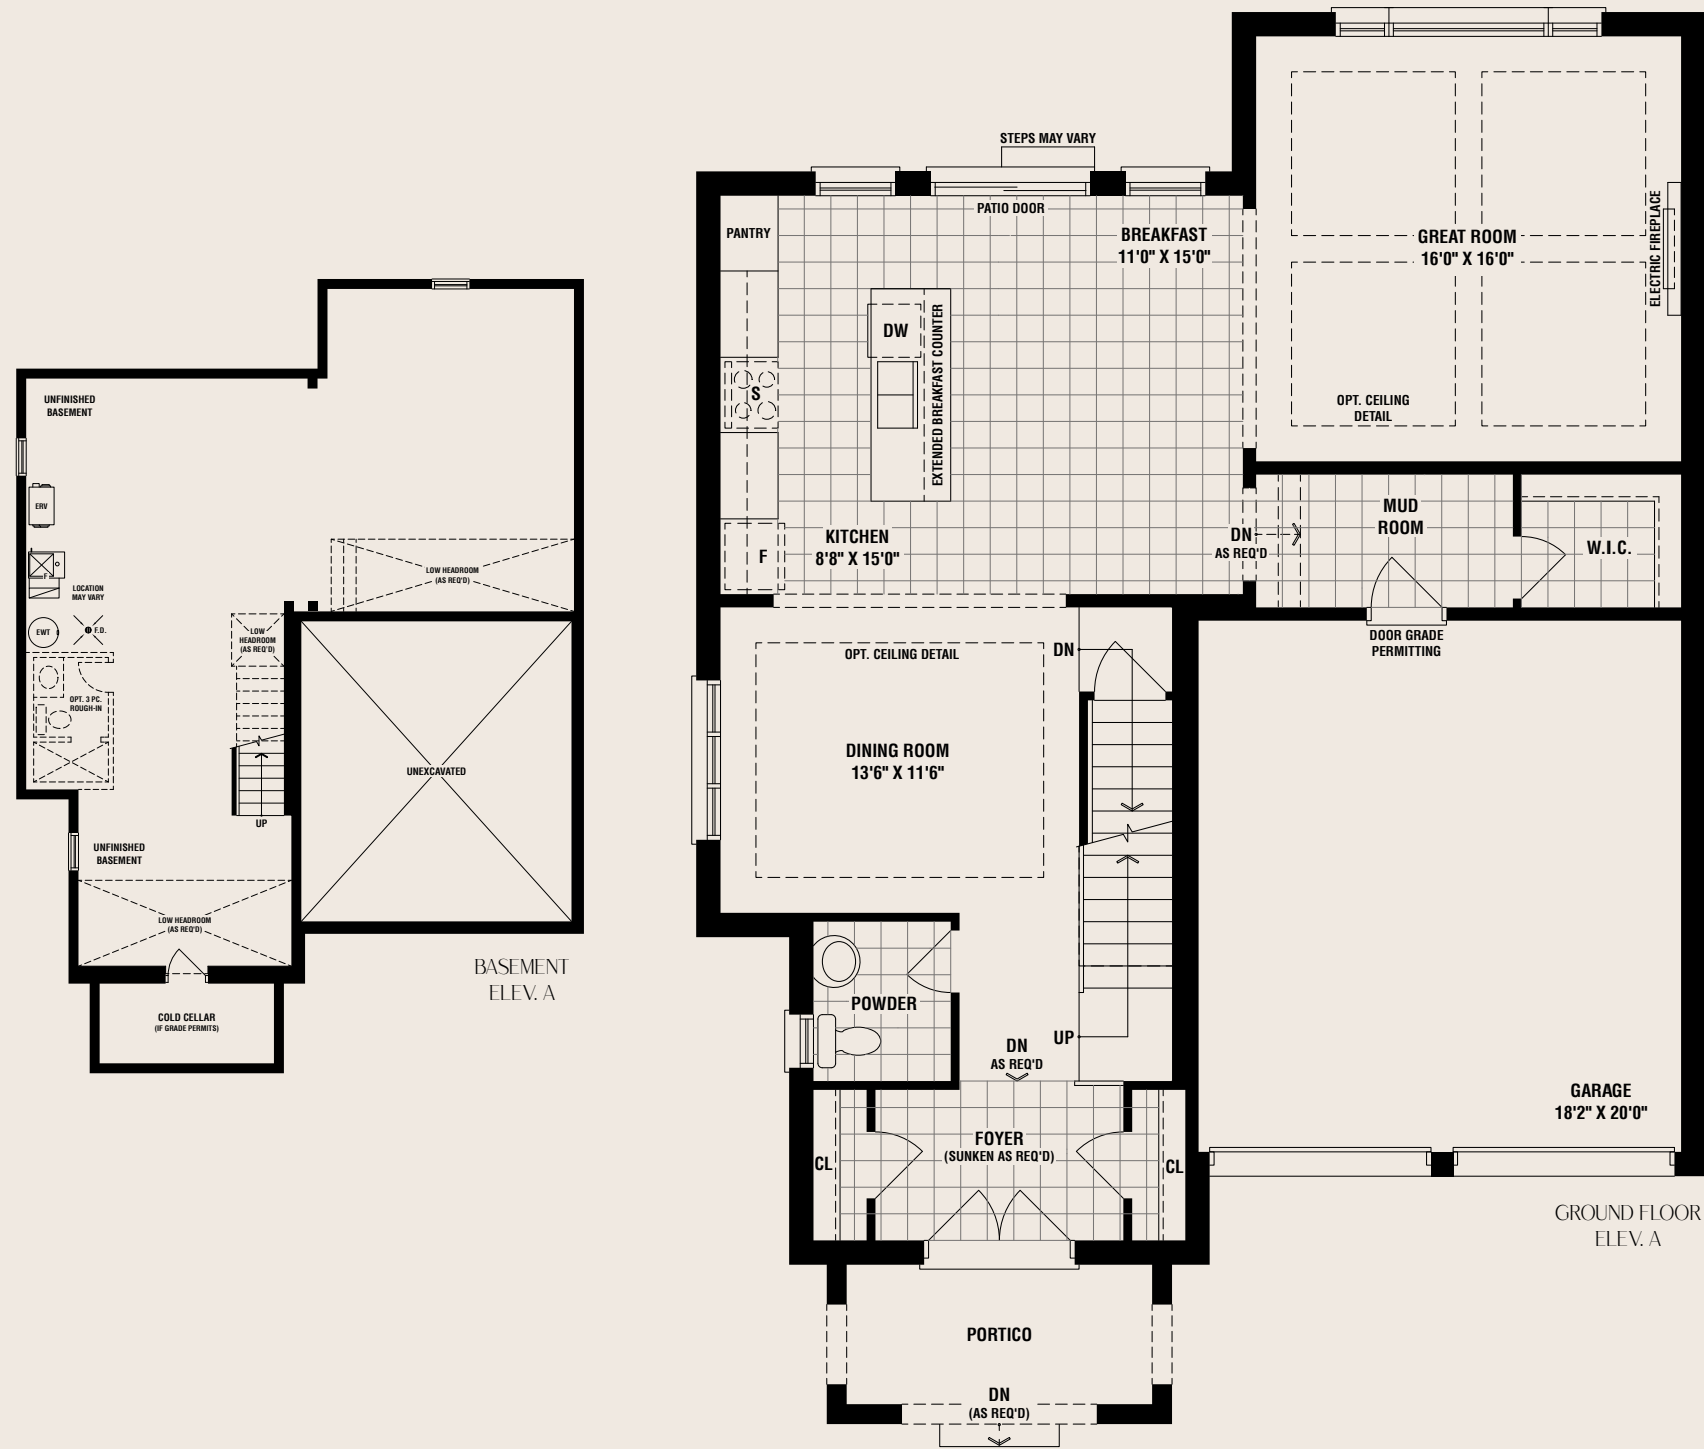 UNFINISHED
BASEMENT
ERV
F
LOCATION
MAY VARY
EWT
F.D.
OPT. 3 PC.
ROUGH-IN
LOW
HEADROOM
(AS REQ'D)
LOW HEADROOM
(AS REQ'D)
UNEXCAVATED
UP
UNFINISHED
BASEMENT
LOW HEADROOM
(AS REQ'D)
COLD CELLAR
(IF GRADE PERMITS)
BASEMENT
ELEV. A
STEPS MAY VARY
PATIO DOOR
PANTRY
BREAKFAST
11'0" X 15'0"
DW
EXTENDED BREAKFAST COUNTER
S
F
KITCHEN
8'8" X 15'0"
GREAT ROOM
16'0" X 16'0"
ELECTRIC FIREPLACE
OPT. CEILING
DETAIL
MUD
ROOM
DN
AS REQ'D
W.I.C.
DOOR GRADE
PERMITTING
OPT. CEILING DETAIL
DN
DINING ROOM
13'6" X 11'6"
POWDER
UP
DN
AS REQ'D
GARAGE
18'2" X 20'0"
FOYER
(SUNKEN AS REQ'D)
CL
CL
PORTICO
DN
(AS REQ'D)
GROUND FLOOR
ELEV. A